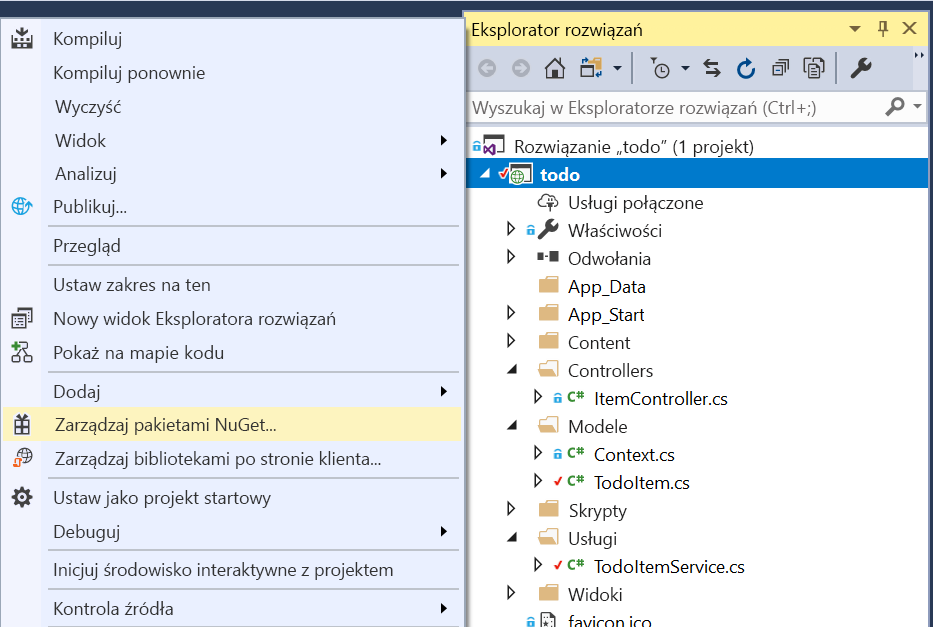 Kompiluj
Kompiluj ponownie
Wyczyść
Widok
Analizuj
Publikuj...
Przegląd
Ustaw zakres na ten
Nowy widok Eksploratora rozwiązań
Pokaż na mapie kodu
Dodaj
Zarządzaj pakietami NuGet...
Zarządzaj bibliotekami po stronie klienta...
Ustaw jako projekt startowy
Debuguj
Inicjuj środowisko interaktywne z projektem
Kontrola źródła
Eksplorator rozwiązań
Wyszukaj w Eksploratorze rozwiązań (Ctrl+;)
Rozwiązanie „todo” (1 projekt)
todo
Usługi połączone
Właściwości
Odwołania
App_Data
App_Start
Content
Controllers
C# ItemController.cs
Modele
C# Context.cs
C# TodoItem.cs
Skrypty
Usługi
C# TodoItemService.cs
Widoki
favicon.ico